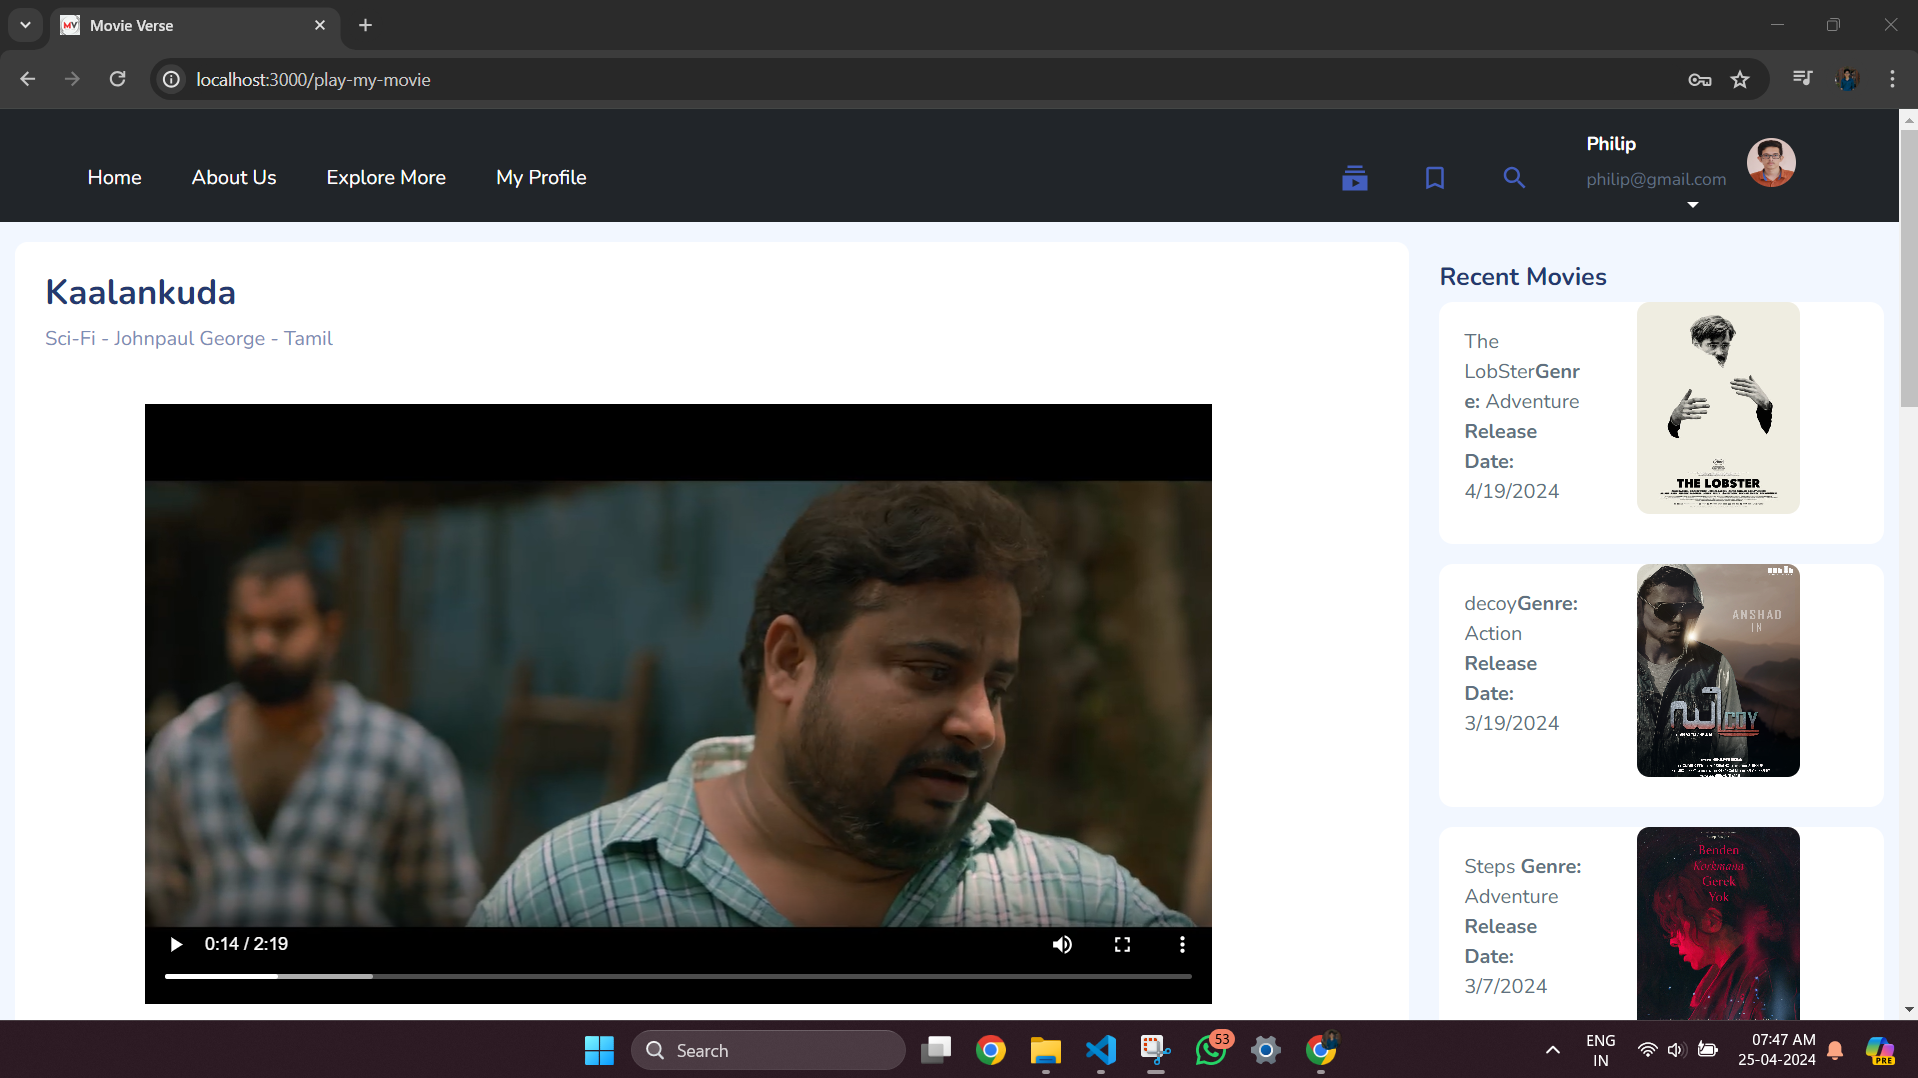 Movie Verse
localhost:3000/play-my-movie
Home About Us Explore More My Profile
Philip
philip@gmail.com
Kaalankuda
Sci-Fi - Johnpaul George - Tamil
0:14 / 2:19
Recent Movies
The
LobSterGenr
e: Adventure
Release
Date:
4/19/2024
THE LOBSTER
decoyGenre:
Action
Release
Date:
3/19/2024
ANSHAD
IN
Steps Genre:
Adventure
Release
Date:
3/7/2024
Benden
Korkmana
Gerek
Yok
Search
53
ENG
IN
07:47 AM
25-04-2024
PRE